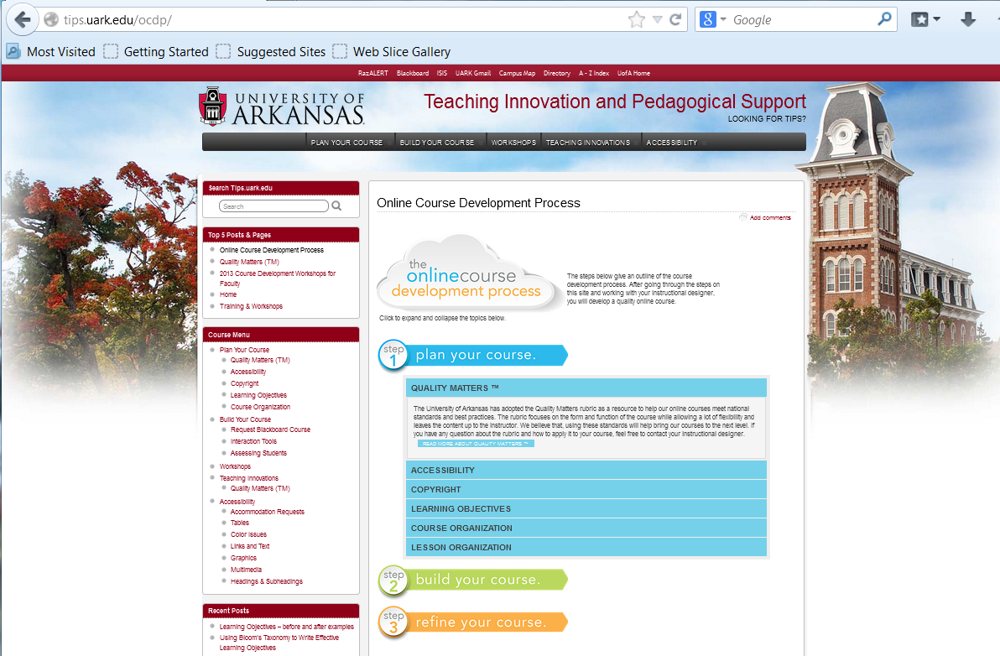 tips.uark.edu/ocdp/
Google
Most Visited Getting Started Suggested Sites Web Slice Gallery
RazALERT Blackboard ISIS UARK Gmail Campus Map Directory A - Z Index UofA Home
UNIVERSITY OF
ARKANSAS
Teaching Innovation and Pedagogical Support
LOOKING FOR TIPS?
PLAN YOUR COURSE BUILD YOUR COURSE WORKSHOPS TEACHING INNOVATIONS ACCESSIBILITY
Search Tips.uark.edu
Search
Top 5 Posts & Pages
Online Course Development Process
Quality Matters (TM)
2013 Course Development Workshops for
Faculty
Home
Training & Workshops
Course Menu
Plan Your Course
Quality Matters (TM)
Accessibility
Copyright
Learning Objectives
Course Organization
Build Your Course
Request Blackboard Course
Interaction Tools
Assessing Students
Workshops
Teaching Innovations
Quality Matters (TM)
Accessibility
Accommodation Requests
Tables
Color Issues
Links and Text
Graphics
Multimedia
Headings & Subheadings
Recent Posts
Learning Objectives – before and after examples
Using Bloom's Taxonomy to Write Effective
Learning Objectives
Online Course Development Process
Add comments
the
onlinecourse
development process
The steps below give an outline of the course
development process. After going through the steps on
this site and working with your instructional designer,
you will develop a quality online course.
Click to expand and collapse the topics below.
step
1
plan your course.
QUALITY MATTERS ™
The University of Arkansas has adopted the Quality Matters rubric as a resource to help our online courses meet national
standards and best practices. The rubric focuses on the form and function of the course while allowing a lot of flexibility and
leaves the content up to the instructor. We believe that, using these standards will help bring our courses to the next level. If
you have any question about the rubric and how to apply it to your course, feel free to contact your instructional designer.
READ MORE ABOUT QUALITY MATTERS ™
ACCESSIBILITY
COPYRIGHT
LEARNING OBJECTIVES
COURSE ORGANIZATION
LESSON ORGANIZATION
step
2
build your course.
step
3
refine your course.